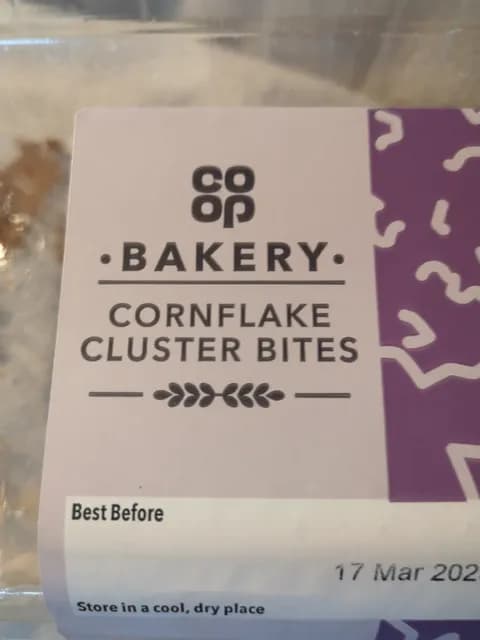 CO
OP
·BAKERY·
CORNFLAKE
CLUSTER BITES
Best Before
17 Mar 202
Store in a cool, dry place